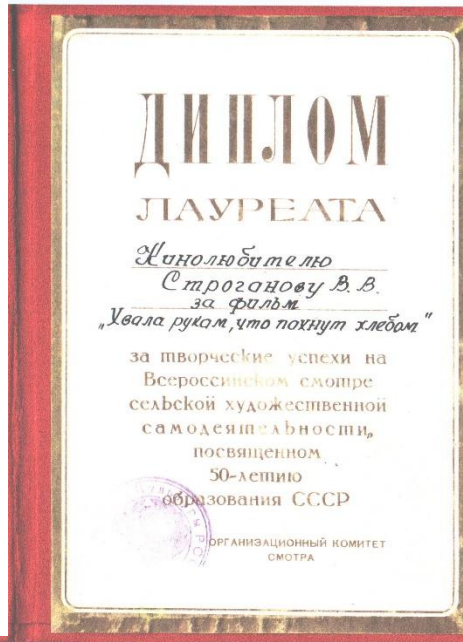 ДИПЛОМ
ЛАУРЕАТА
Кинолюбителю
Строганову В. В.
за фильм
„Хвала рукам, что пахнут хлебом"
за творческие успехи на
Всероссийском смотре
сельской художественной
самодеятельности,
посвященном
50-летию
образования СССР
ОРГАНИЗАЦИОННЫЙ КОМИТЕТ
СМОТРА